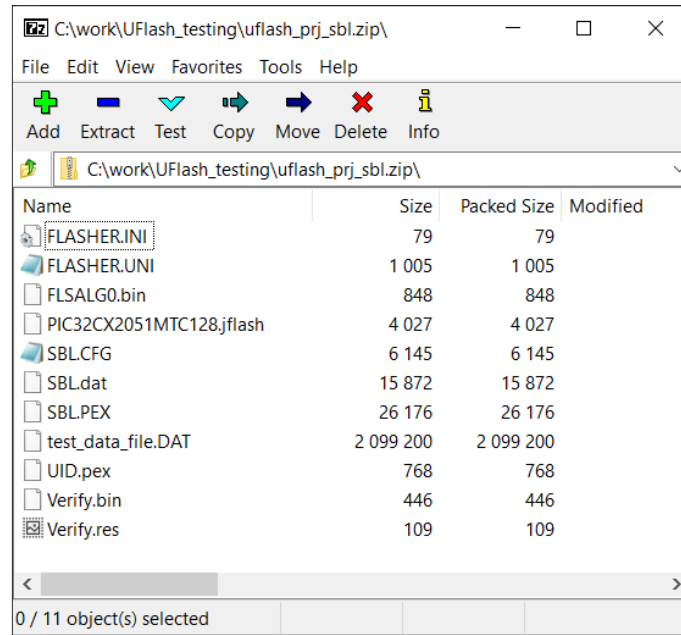 C:\work\UFlash_testing\uflash_prj_sbl.zip\
File Edit View Favorites Tools Help
Add Extract Test Copy Move Delete Info
C:\work\UFlash_testing\uflash_prj_sbl.zip\
Name Size Packed Size Modified
FLASHER.INI 79 79
FLASHER.UNI 1 005 1 005
FLSALG0.bin 848 848
PIC32CX2051MTC128.jflash 4 027 4 027
SBL.CFG 6 145 6 145
SBL.dat 15 872 15 872
SBL.PEX 26 176 26 176
test_data_file.DAT 2 099 200 2 099 200
UID.pex 768 768
Verify.bin 446 446
Verify.res 109 109
0 / 11 object(s) selected